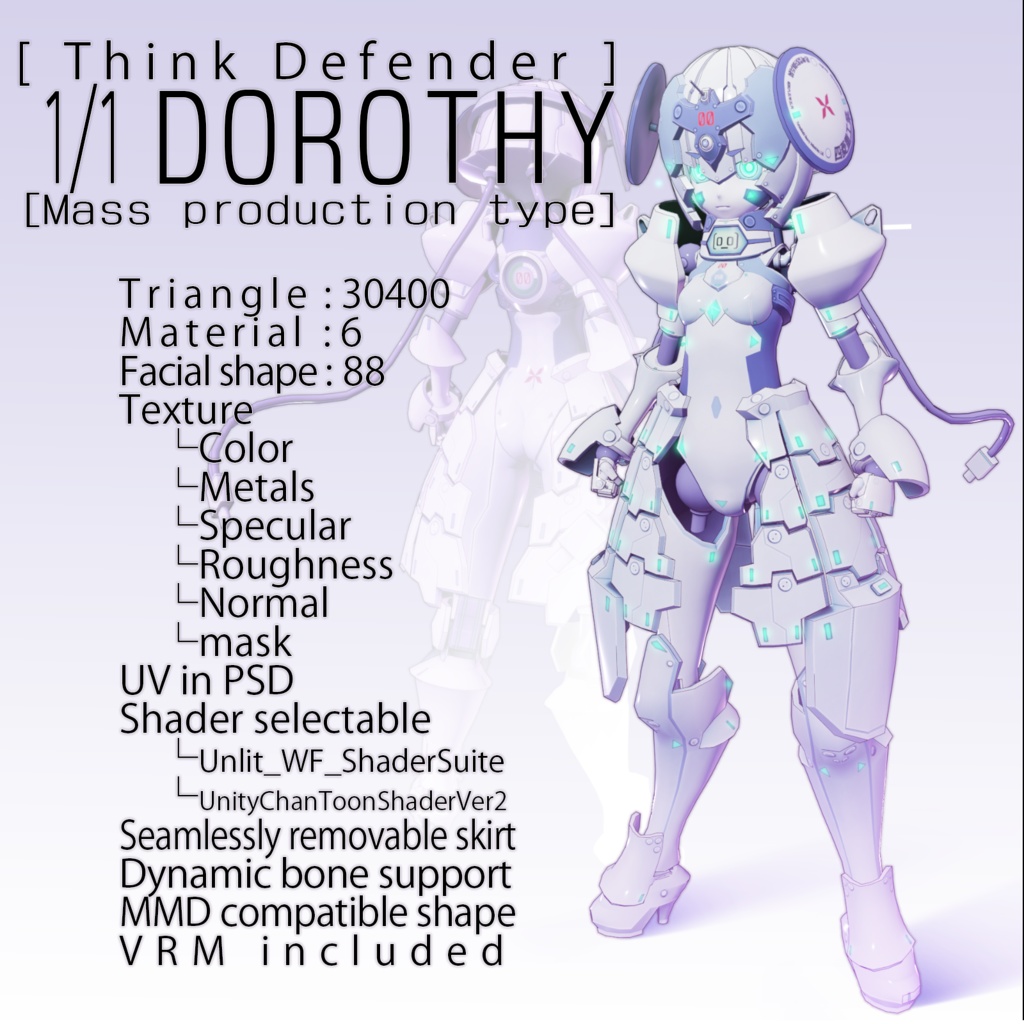 [ Think Defender ]
1/1 DOROTHY
[Mass production type]
Triangle : 30400
Material : 6
Facial shape : 88
Texture
└Color
└Metals
└Specular
└Roughness
└Normal
└mask
UV in PSD
Shader selectable
└Unlit_WF_ShaderSuite
└UnityChanToonShaderVer2
Seamlessly removable skirt
Dynamic bone support
MMD compatible shape
VRM included
00
00